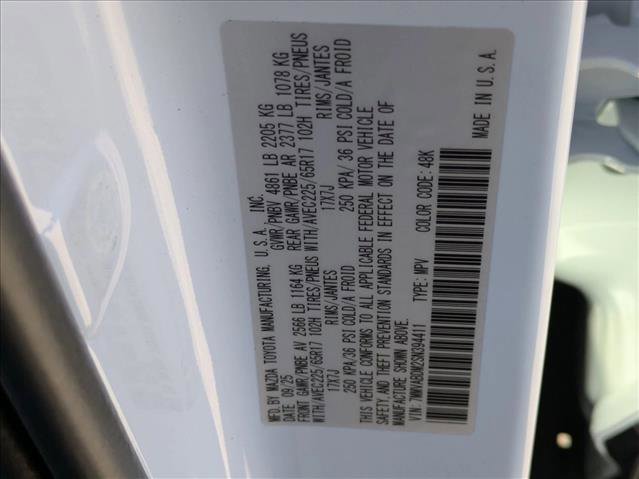 MFD.BY MAZDA TOYOTA MANUFACTURING, U.S.A., INC.
DATE 09/25 GVWR/PNBV 4861 LB 2205 KG
FRONT GAWR/PNBE AV 2566 LB 1164 KG REAR GAWR/PNBE AR 2377 LB 1078 KG
WITH/AVEC225/65R17 102H TIRES/PNEUS WITH/AVEC225/65R17 102H TIRES/PNEUS
17X7J RIMS/JANTES 17X7J RIMS/JANTES
250 KPA/36 PSI COLD/A FROID 250 KPA/36 PSI COLD/A FROID
THIS VEHICLE CONFORMS TO ALL APPLICABLE FEDERAL MOTOR VEHICLE
SAFETY, AND THEFT PREVENTION STANDARDS IN EFFECT ON THE DATE OF
MANUFACTURE SHOWN ABOVE.
VIN: 7MMVABDM2SN394411 TYPE: MPV COLOR CODE: 48K
MADE IN U.S.A.